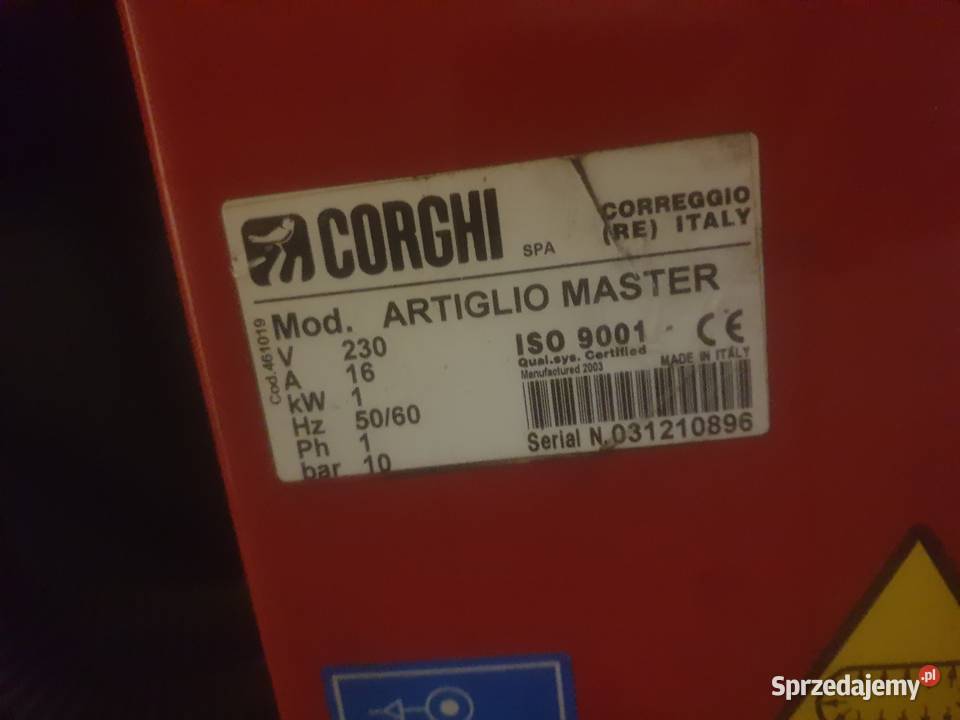 CORGHI SPA
CORREGGIO
(RE) ITALY
Mod. ARTIGLIO MASTER
Cod.461019
V 230
A 16
kW 1
Hz 50/60
Ph 1
bar 10
ISO 9001 CE
Qual.sys. Certified
Manufactured 2003
MADE IN ITALY
Serial N.031210896
Sprzedajemy.pl